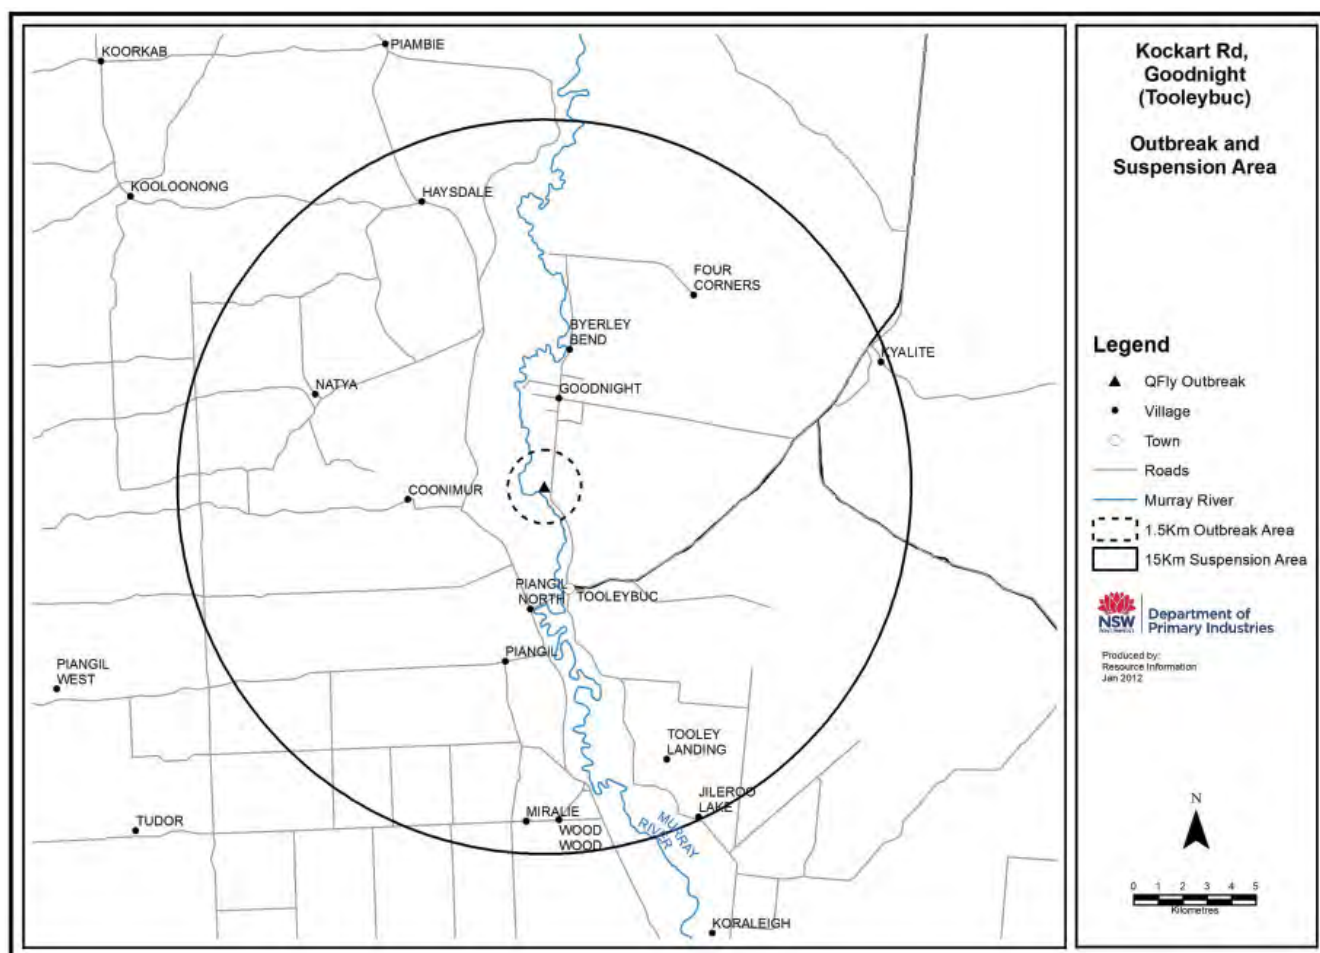 KOORKAB
PIAMBIE
KOOLOONONG
HAYSDALE
FOUR
CORNERS
BYERLEY
BEND
KYALITE
NATYA
GOODNIGHT
COONIMUR
PIANGIL
NORTH
TOOLEYBUC
PIANGIL
PIANGIL
WEST
TOOLEY
LANDING
JILEROO
LAKE
TUDOR
MIRALIE
WOOD
WOOD
MURRAY
RIVER
KORALEIGH
Kockart Rd,
Goodnight
(Tooleybuc)
Outbreak and
Suspension Area
Legend
QFly Outbreak
Village
Town
Roads
Murray River
1.5Km Outbreak Area
15Km Suspension Area
NSW
Department of
Primary Industries
Produced by:
Resource Information
Jan 2012
N
0 1 2 3 4 5
Kilometres